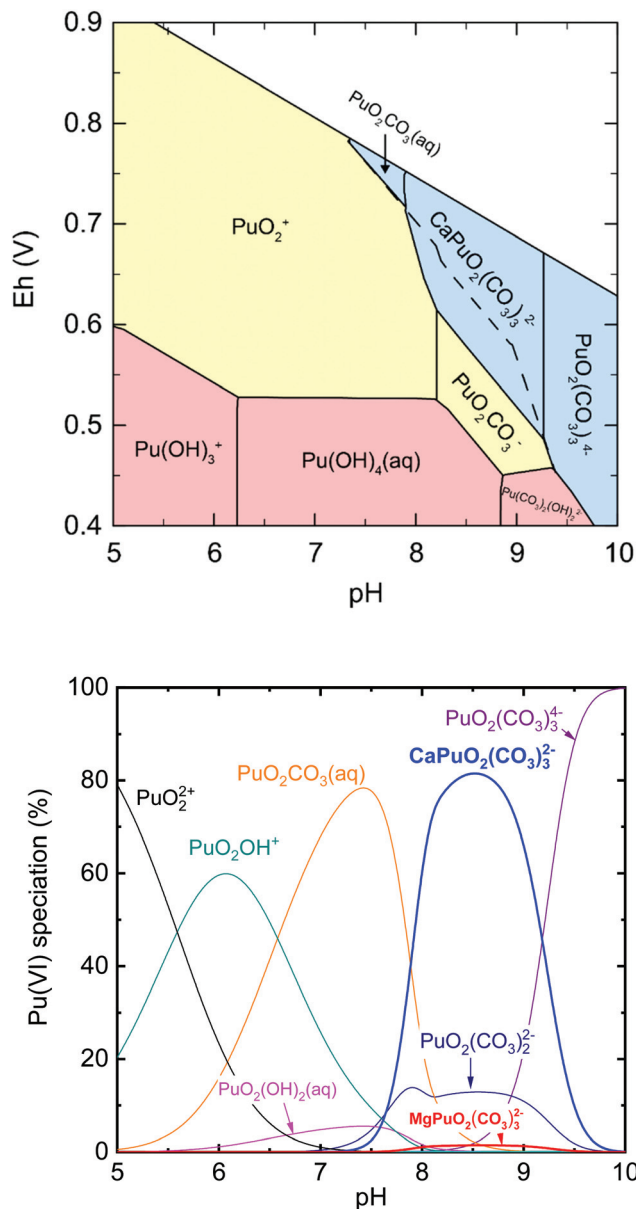 0.9
0.8
0.7
0.6
0.5
0.4
Eh (V)
PuO₂CO₃(aq)
PuO₂⁺
CaPuO₂(CO₃)₃²⁻
PuO₂(CO₃)₃⁴⁻
PuO₂CO₃⁻
Pu(OH)₃⁺
Pu(OH)₄(aq)
Pu(CO₃)₂(OH)₂²⁻
5 6 7 8 9 10
pH
100
80
60
40
20
0
Pu(VI) speciation (%)
PuO₂(CO₃)₃⁴⁻
CaPuO₂(CO₃)₃²⁻
PuO₂CO₃(aq)
PuO₂²⁺
PuO₂OH⁺
PuO₂(CO₃)₂²⁻
PuO₂(OH)₂(aq)
MgPuO₂(CO₃)₃²⁻
5 6 7 8 9 10
pH